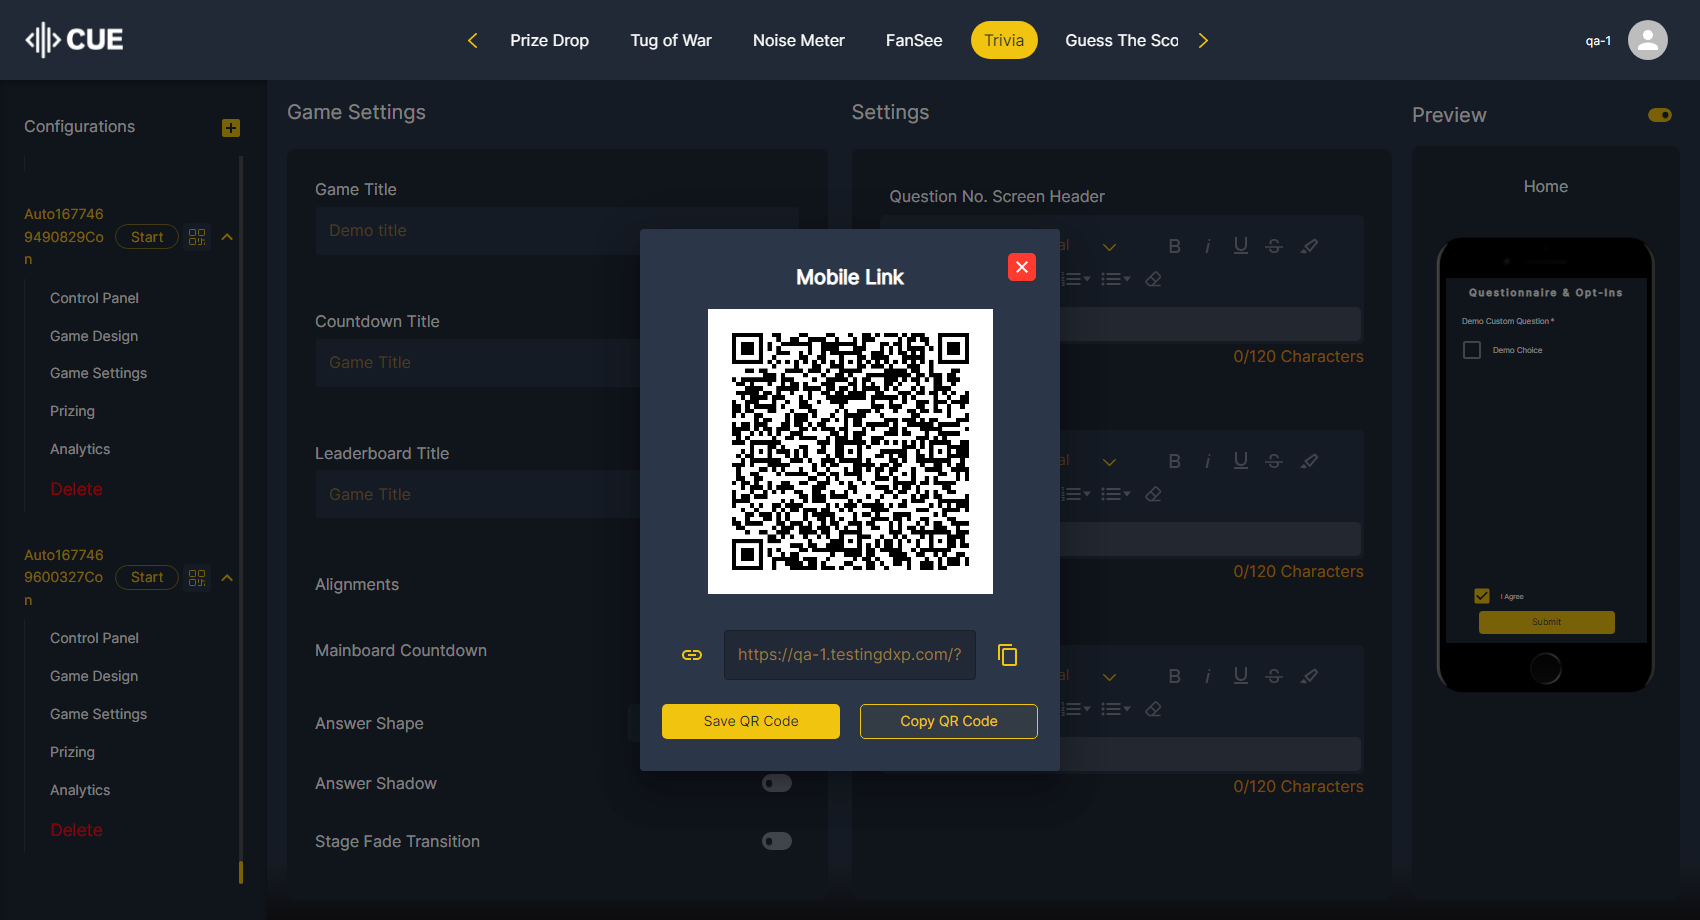 CUE
Prize Drop
Tug of War
Noise Meter
FanSee
Trivia
Guess The Sco
qa-1
Configurations
Auto167746
9490829Co
n
Start
Control Panel
Game Design
Game Settings
Prizing
Analytics
Delete
Auto167746
9600327Co
n
Start
Control Panel
Game Design
Game Settings
Prizing
Analytics
Delete
Game Settings
Game Title
Demo title
Countdown Title
Game Title
Leaderboard Title
Game Title
Alignments
Mainboard Countdown
Answer Shape
Answer Shadow
Stage Fade Transition
Mobile Link
https://qa-1.testingdxp.com/?
Save QR Code
Copy QR Code
Settings
Question No. Screen Header
al
B i U S
0/120 Characters
al
B i U S
0/120 Characters
al
B i U S
0/120 Characters
Preview
Home
Questionnaire & Opt-Ins
Demo Custom Question*
Demo Choice
I Agree
Submit